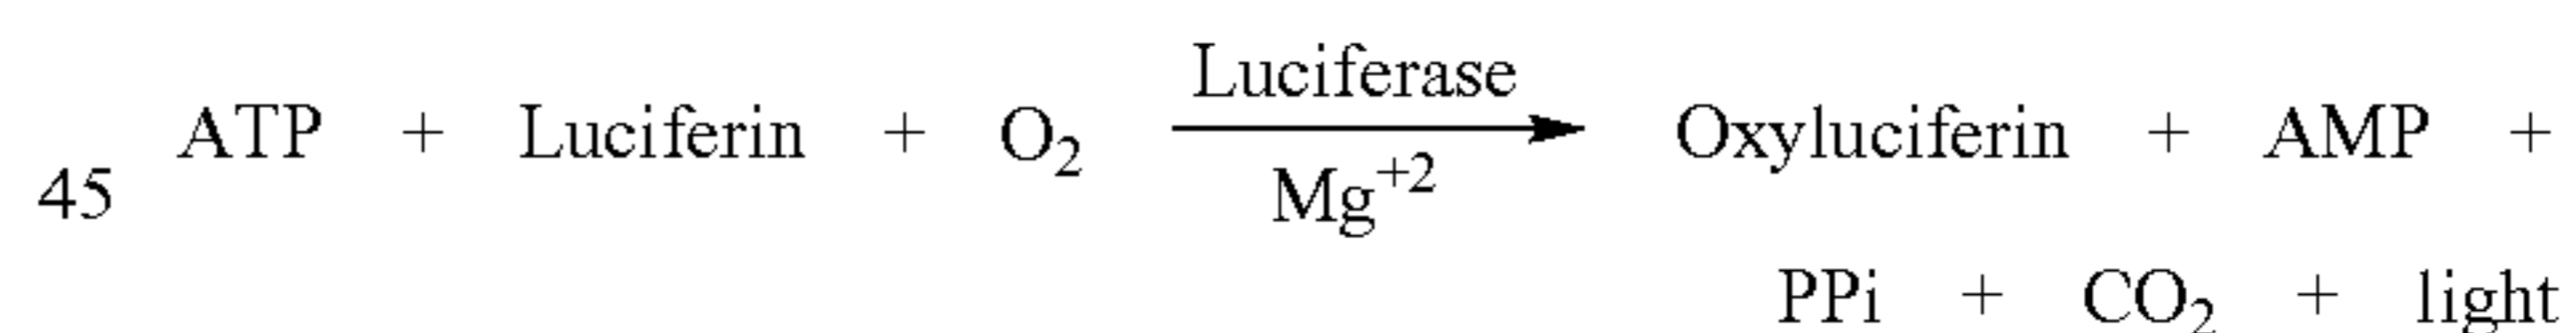 Luciferase
ATP + Luciferin + O₂ Oxyluciferin + AMP +
45
Mg⁺²
PPi + CO₂ + light